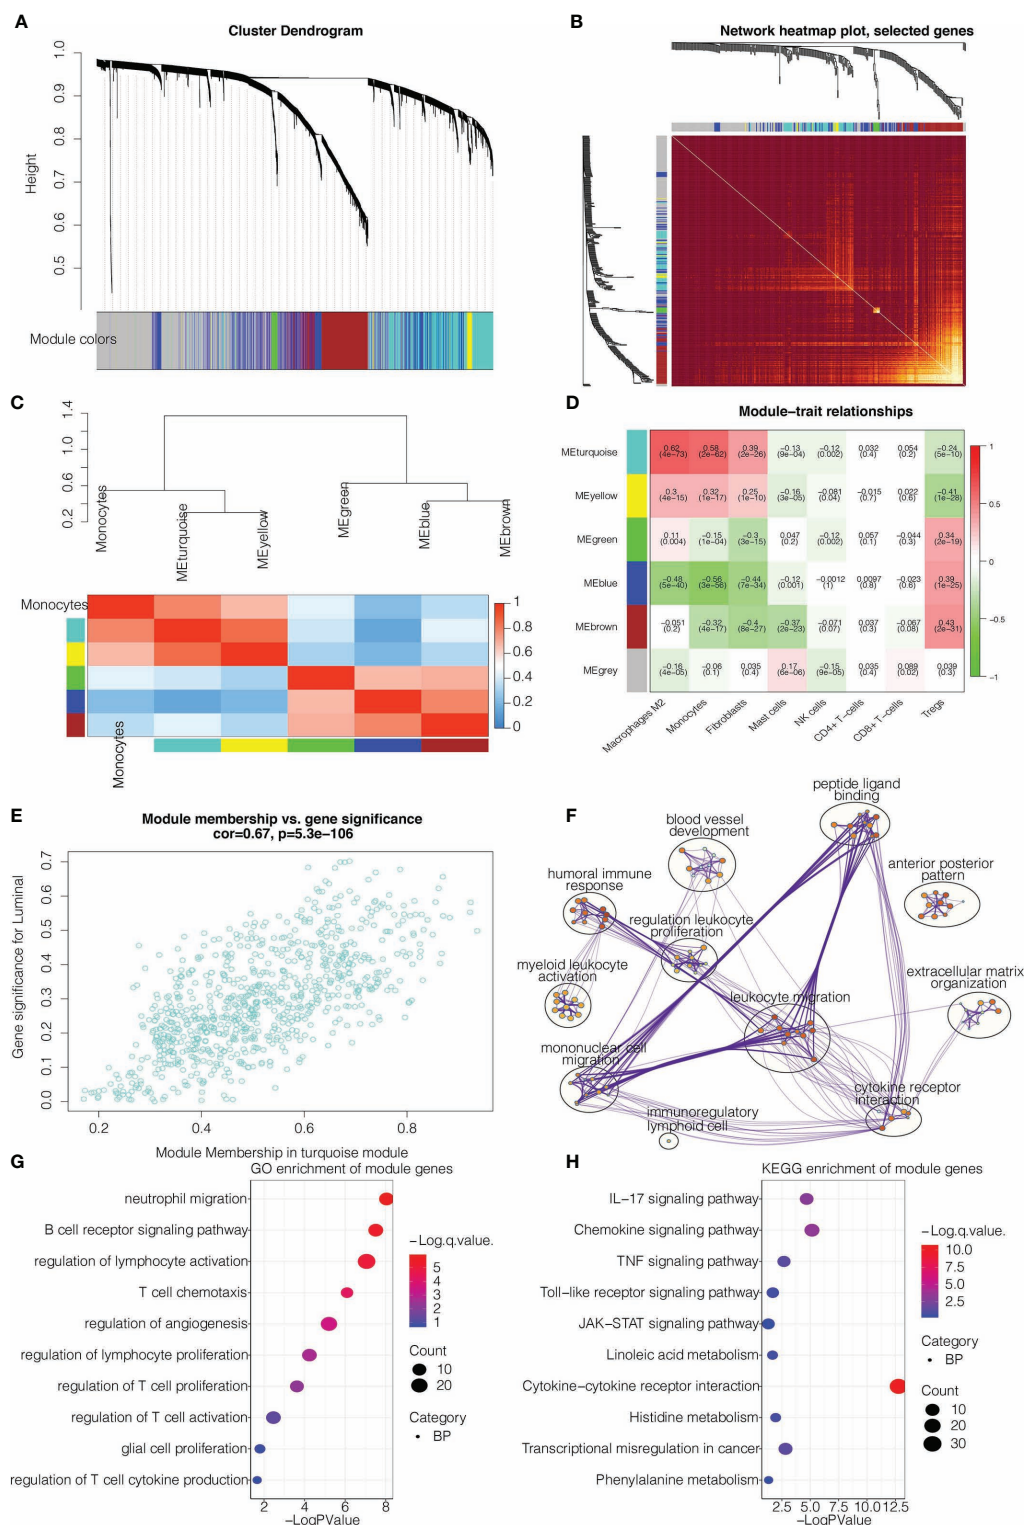 A
Cluster Dendrogram
Height
1.0
0.9
0.8
0.7
0.6
0.5
Module colors
B
Network heatmap plot, selected genes
C
1.4
1.0
0.6
0.2
Monocytes
MEturquoise
MEyellow
MEgreen
MEblue
MEbrown
Monocytes
1
0.8
0.6
0.4
0.2
0
Monocytes
D
Module–trait relationships
MEturquoise
0.62 0.58 0.39 −0.13 −0.12 0.032 0.054 −0.24
(4e−73) (2e−62) (2e−26) (9e−04) (0.002) (0.4) (0.2) (5e−10)
MEyellow
0.3 0.32 0.25 −0.16 −0.081 −0.015 0.022 −0.41
(4e−15) (1e−17) (1e−10) (3e−05) (0.04) (0.7) (0.6) (1e−28)
MEgreen
0.11 −0.15 −0.3 0.047 −0.12 0.057 −0.044 0.34
(0.004) (1e−04) (3e−15) (0.2) (0.002) (0.1) (0.3) (2e−19)
MEblue
−0.48 −0.56 −0.44 −0.12 −0.0012 0.0097 −0.023 0.39
(5e−40) (3e−56) (7e−34) (0.001) (1) (0.8) (0.6) (1e−25)
MEbrown
−0.051 −0.32 −0.4 −0.37 −0.071 0.037 −0.067 0.43
(0.2) (4e−17) (8e−27) (2e−23) (0.07) (0.3) (0.08) (2e−31)
MEgrey
−0.16 −0.06 0.035 0.17 −0.15 0.035 0.089 0.039
(4e−05) (0.1) (0.4) (6e−06) (9e−05) (0.4) (0.02) (0.3)
Macrophages M2
Monocytes
Fibroblasts
Mast cells
NK cells
CD4+ T−cells
CD8+ T−cells
Tregs
1
0.5
0
−0.5
−1
E
Module membership vs. gene significance
cor=0.67, p=5.3e−106
Gene significance for Luminal
0.7
0.6
0.5
0.4
0.3
0.2
0.1
0.0
0.2 0.4 0.6 0.8
Module Membership in turquoise module
F
peptide ligand
binding
blood vessel
development
anterior posterior
pattern
humoral immune
response
regulation leukocyte
proliferation
myeloid leukocyte
activation
extracellular matrix
organization
leukocyte migration
mononuclear cell
migration
cytokine receptor
interaction
immunoregulatory
lymphoid cell
G
GO enrichment of module genes
neutrophil migration
B cell receptor signaling pathway
regulation of lymphocyte activation
T cell chemotaxis
regulation of angiogenesis
regulation of lymphocyte proliferation
regulation of T cell proliferation
regulation of T cell activation
glial cell proliferation
regulation of T cell cytokine production
2 4 6 8
−LogPValue
−Log.q.value.
5
4
3
2
1
Count
10
20
Category
BP
H
KEGG enrichment of module genes
IL−17 signaling pathway
Chemokine signaling pathway
TNF signaling pathway
Toll−like receptor signaling pathway
JAK−STAT signaling pathway
Linoleic acid metabolism
Cytokine−cytokine receptor interaction
Histidine metabolism
Transcriptional misregulation in cancer
Phenylalanine metabolism
2.5 5.0 7.5 10.0 12.5
−LogPValue
−Log.q.value.
10.0
7.5
5.0
2.5
Category
BP
Count
10
20
30